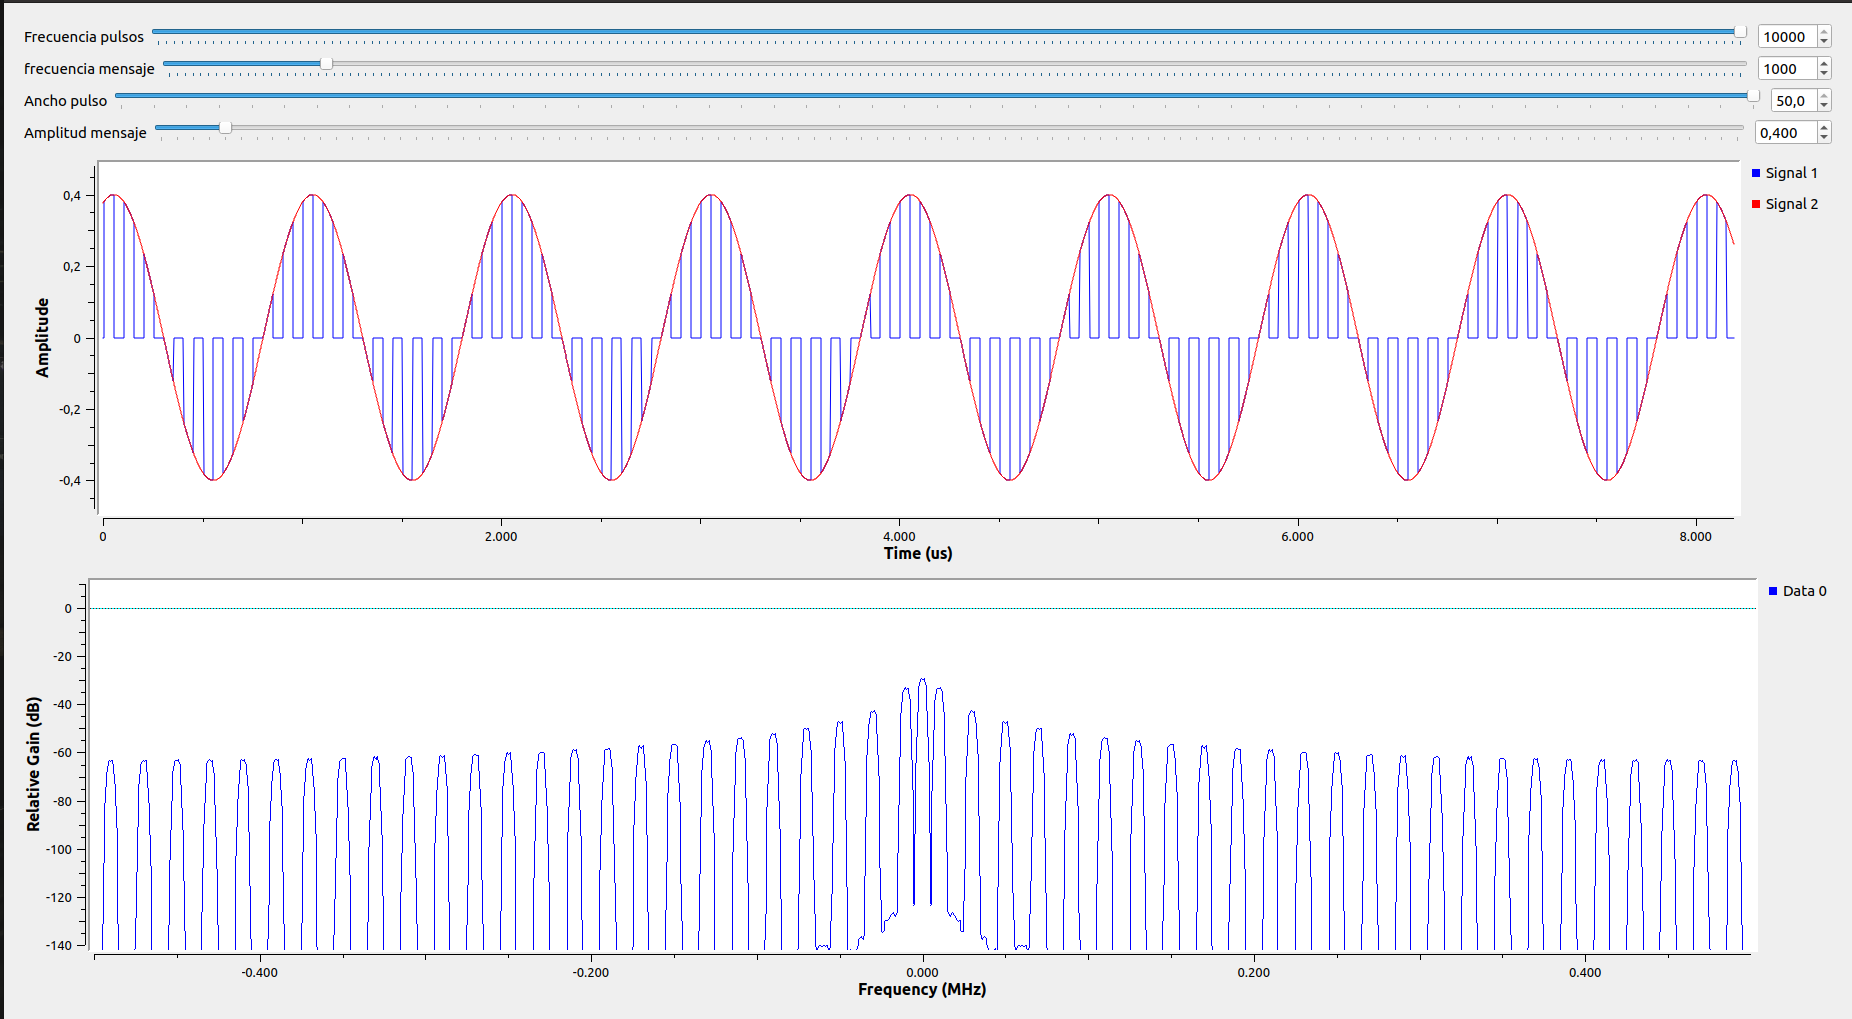 Frecuencia pulsos 10000
frecuencia mensaje 1000
Ancho pulso 50,0
Amplitud mensaje 0,400
Signal 1
Signal 2
Amplitude
0,4
0,2
0
-0,2
-0,4
0 2.000 4.000 6.000 8.000
Time (us)
Data 0
Relative Gain (dB)
0
-20
-40
-60
-80
-100
-120
-140
-0.400 -0.200 0.000 0.200 0.400
Frequency (MHz)